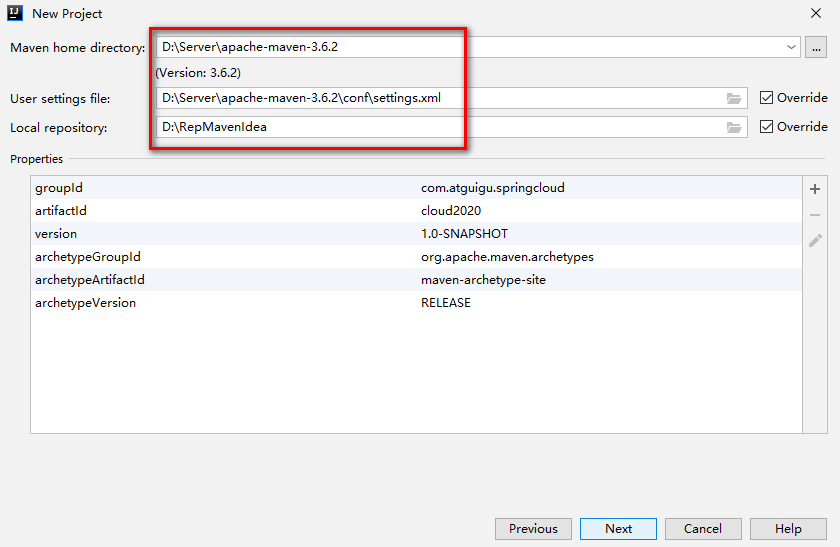 IJ New Project
Maven home directory: D:\Server\apache-maven-3.6.2 ...
(Version: 3.6.2)
User settings file: D:\Server\apache-maven-3.6.2\conf\settings.xml Override
Local repository: D:\RepMavenIdea Override
Properties
groupId com.atguigu.springcloud
artifactId cloud2020
version 1.0-SNAPSHOT
archetypeGroupId org.apache.maven.archetypes
archetypeArtifactId maven-archetype-site
archetypeVersion RELEASE
Previous Next Cancel Help